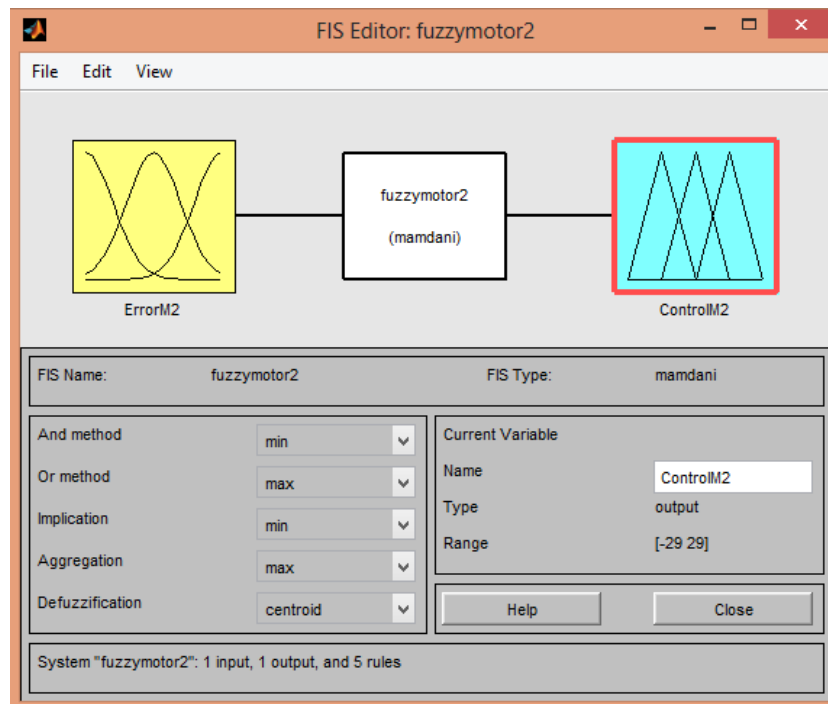 FIS Editor: fuzzymotor2
File Edit View
fuzzymotor2
(mamdani)
ErrorM2
ControlM2
FIS Name: fuzzymotor2 FIS Type: mamdani
And method min
Or method max
Implication min
Aggregation max
Defuzzification centroid
Current Variable
Name ControlM2
Type output
Range [-29 29]
Help Close
System "fuzzymotor2": 1 input, 1 output, and 5 rules